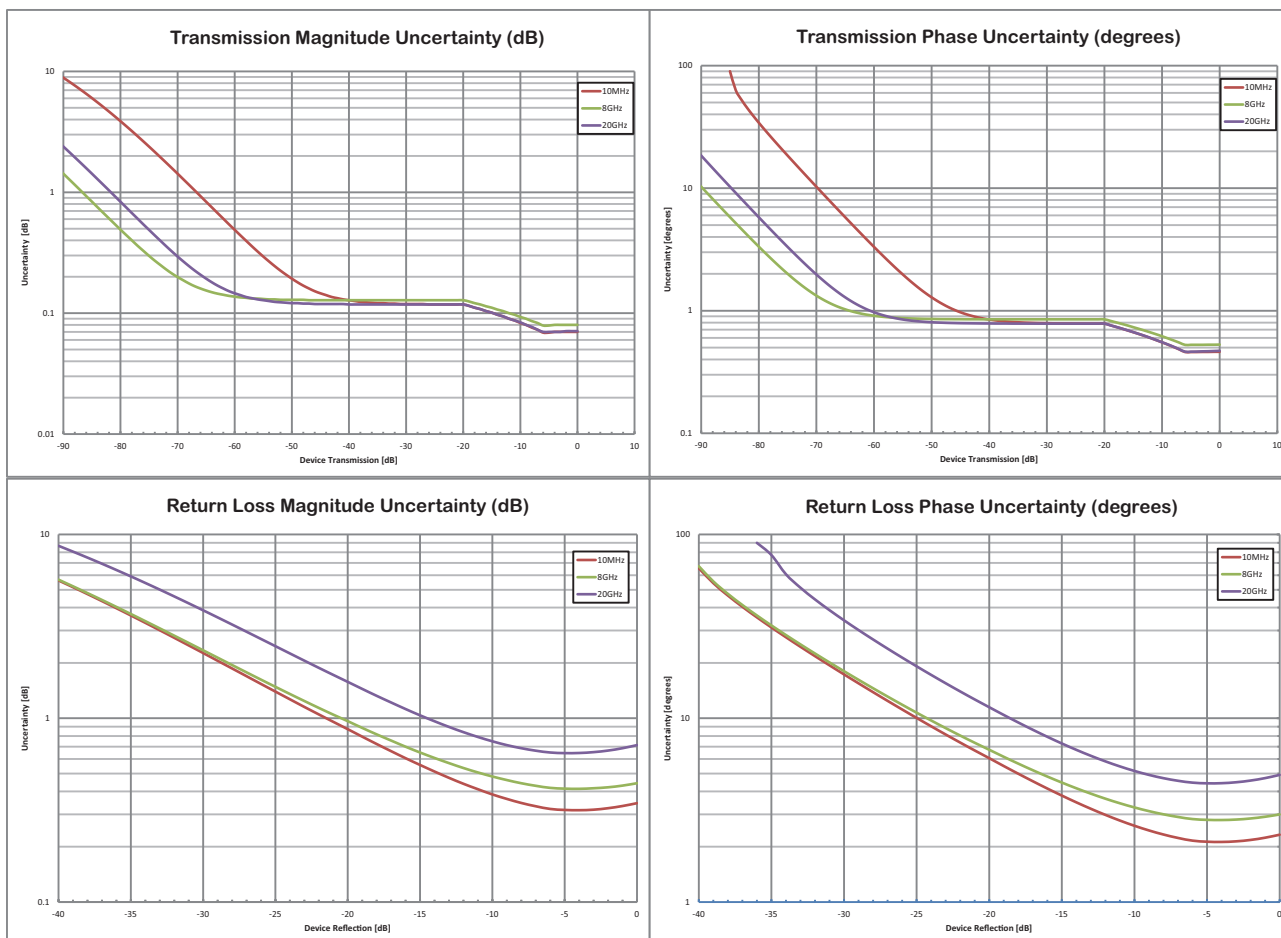 Transmission Magnitude Uncertainty (dB)
10
1
0.1
0.01
Uncertainty [dB]
10MHz
8GHz
20GHz
-90 -80 -70 -60 -50 -40 -30 -20 -10 0 10
Device Transmission [dB]
Transmission Phase Uncertainty (degrees)
100
10
1
0.1
Uncertainty [degrees]
10MHz
8GHz
20GHz
-90 -80 -70 -60 -50 -40 -30 -20 -10 0 10
Device Transmission [dB]
Return Loss Magnitude Uncertainty (dB)
10
1
0.1
Uncertainty [dB]
10MHz
8GHz
20GHz
-40 -35 -30 -25 -20 -15 -10 -5 0
Device Reflection [dB]
Return Loss Phase Uncertainty (degrees)
100
10
1
Uncertainty [degrees]
10MHz
8GHz
20GHz
-40 -35 -30 -25 -20 -15 -10 -5 0
Device Reflection [dB]